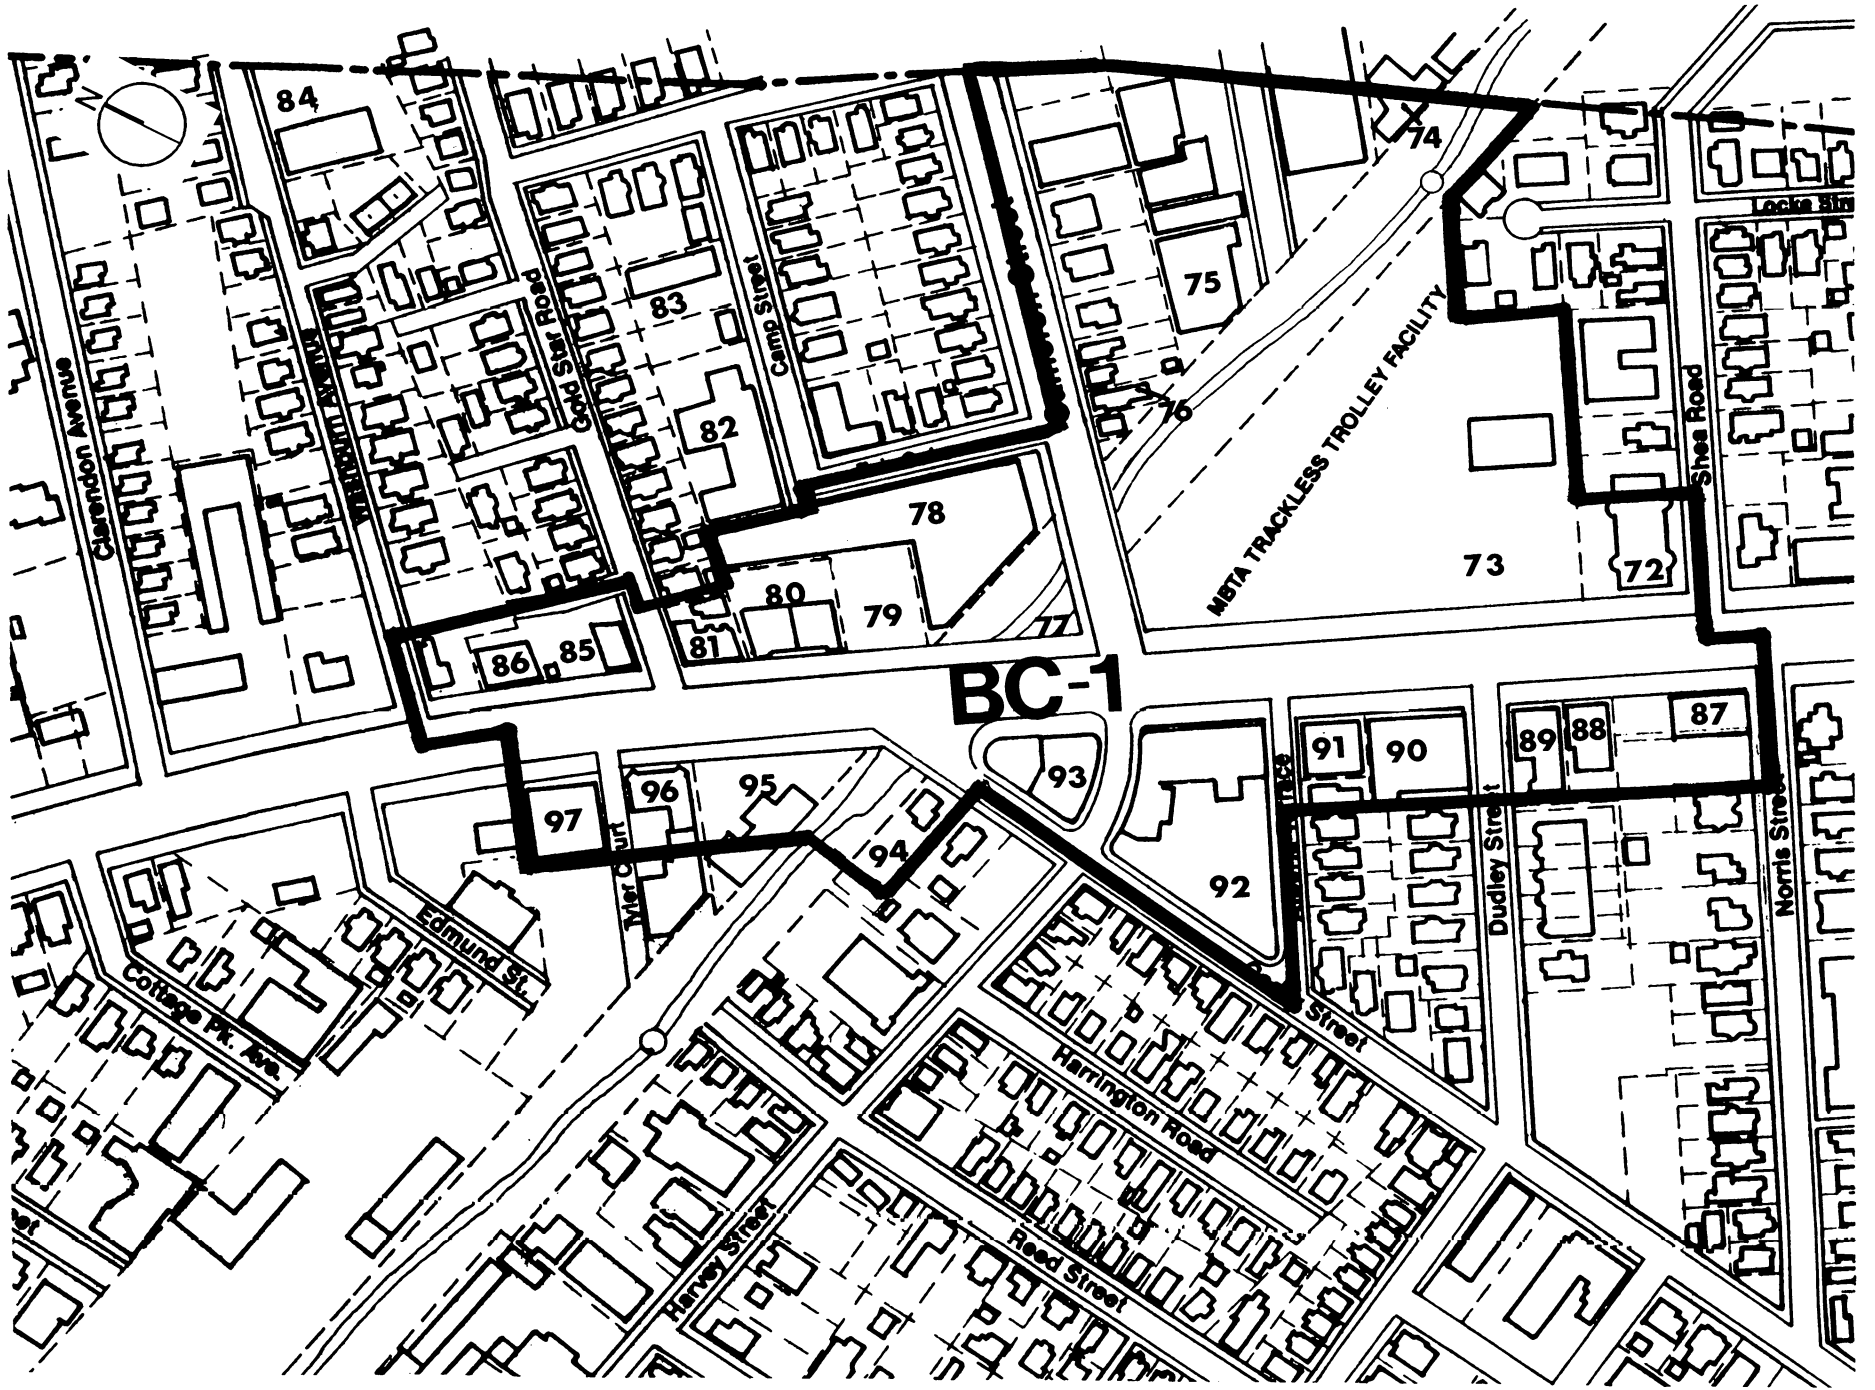 84
N
74
Locke Stre
75
83
Camp Street
Gold Star Road
Clarendon Avenue
76
82
MBTA TRACKLESS TROLLEY FACILITY
Shea Road
78
73
72
80
79
77
81
85
86
BC-1
87
88
89
90
91
93
95
96
97
94
92
Tyler Court
Dudley Street
Norris Street
Edmund St.
Cottage Pk. Ave.
Street
Harrington Road
Reed Street
Harvey Street